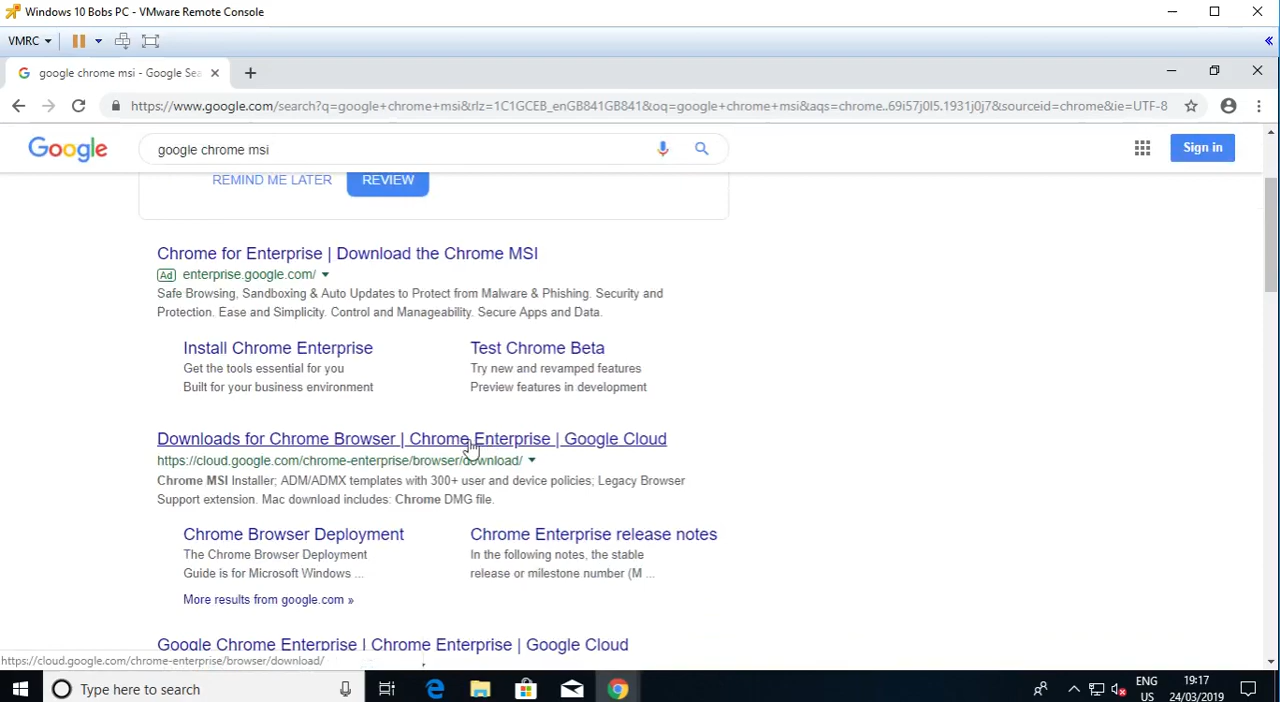 Windows 10 Bobs PC - VMware Remote Console
VMRC
google chrome msi - Google Sea
https://www.google.com/search?q=google+chrome+msi&rlz=1C1GCEB_enGB841GB841&oq=google+chrome+msi&aqs=chrome..69i57j0l5.1931j0j7&sourceid=chrome&ie=UTF-8
Google
google chrome msi
Sign in
REMIND ME LATER
REVIEW
Chrome for Enterprise | Download the Chrome MSI
Ad enterprise.google.com/
Safe Browsing, Sandboxing & Auto Updates to Protect from Malware & Phishing. Security and
Protection. Ease and Simplicity. Control and Manageability. Secure Apps and Data.
Install Chrome Enterprise
Get the tools essential for you
Built for your business environment
Test Chrome Beta
Try new and revamped features
Preview features in development
Downloads for Chrome Browser | Chrome Enterprise | Google Cloud
https://cloud.google.com/chrome-enterprise/browser/download/
Chrome MSI Installer; ADM/ADMX templates with 300+ user and device policies; Legacy Browser
Support extension. Mac download includes: Chrome DMG file.
Chrome Browser Deployment
The Chrome Browser Deployment
Guide is for Microsoft Windows ...
Chrome Enterprise release notes
In the following notes, the stable
release or milestone number (M ...
More results from google.com »
Google Chrome Enterprise | Chrome Enterprise | Google Cloud
https://cloud.google.com/chrome-enterprise/browser/download/
Type here to search
ENG
US
19:17
24/03/2019